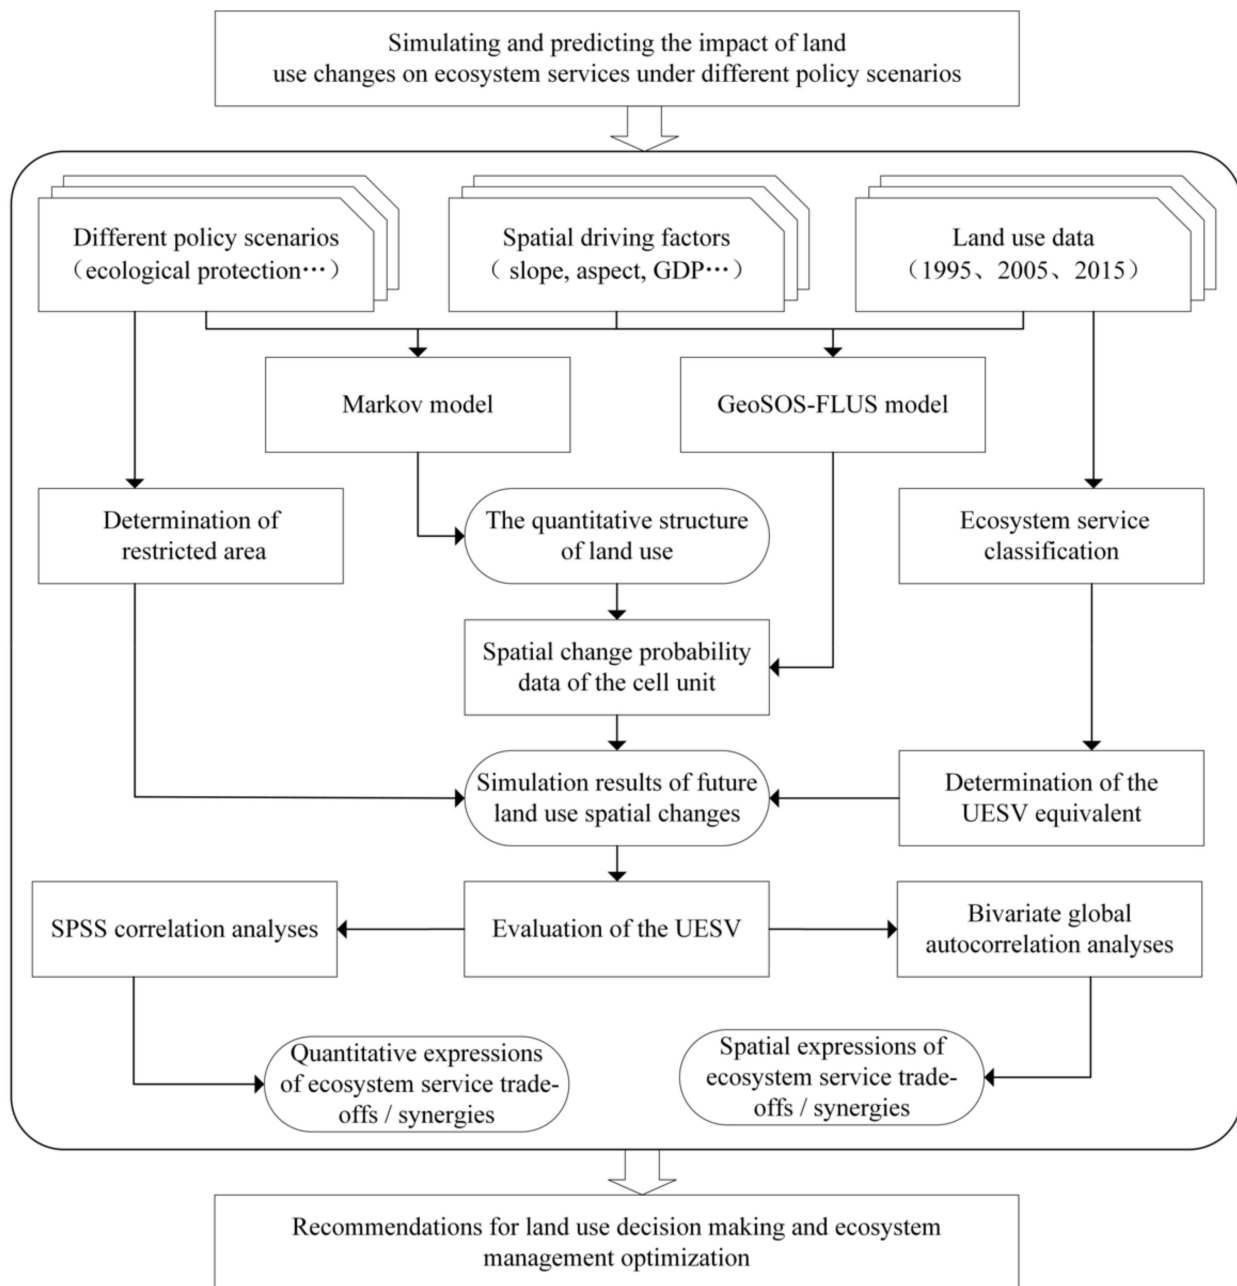 Simulating and predicting the impact of land
use changes on ecosystem services under different policy scenarios
Different policy scenarios
（ecological protection…）
Spatial driving factors
（ slope, aspect, GDP…）
Land use data
（1995、2005、2015）
Markov model
GeoSOS-FLUS model
Determination of
restricted area
The quantitative structure
of land use
Ecosystem service
classification
Spatial change probability
data of the cell unit
Simulation results of future
land use spatial changes
Determination of the
UESV equivalent
SPSS correlation analyses
Evaluation of the UESV
Bivariate global
autocorrelation analyses
Quantitative expressions
of ecosystem service trade-
offs / synergies
Spatial expressions of
ecosystem service trade-
offs / synergies
Recommendations for land use decision making and ecosystem
management optimization